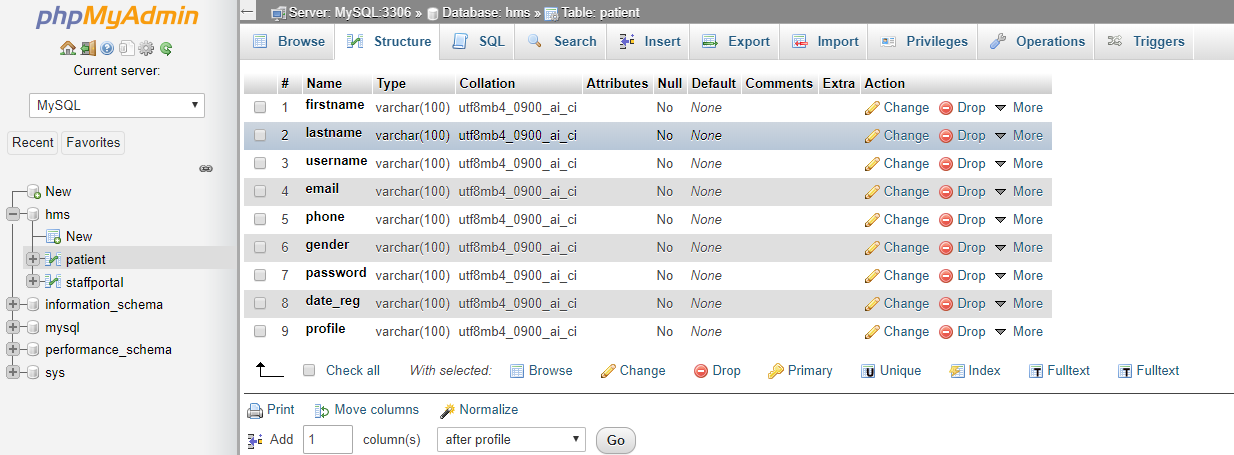 phpMyAdmin
Current server:
MySQL
Recent Favorites
New
hms
New
patient
staffportal
information_schema
mysql
performance_schema
sys
Server: MySQL:3306 » Database: hms » Table: patient
Browse Structure SQL Search Insert Export Import Privileges Operations Triggers
# Name Type Collation Attributes Null Default Comments Extra Action
1 firstname varchar(100) utf8mb4_0900_ai_ci No None Change Drop More
2 lastname varchar(100) utf8mb4_0900_ai_ci No None Change Drop More
3 username varchar(100) utf8mb4_0900_ai_ci No None Change Drop More
4 email varchar(100) utf8mb4_0900_ai_ci No None Change Drop More
5 phone varchar(100) utf8mb4_0900_ai_ci No None Change Drop More
6 gender varchar(100) utf8mb4_0900_ai_ci No None Change Drop More
7 password varchar(100) utf8mb4_0900_ai_ci No None Change Drop More
8 date_reg varchar(100) utf8mb4_0900_ai_ci No None Change Drop More
9 profile varchar(100) utf8mb4_0900_ai_ci No None Change Drop More
Check all With selected: Browse Change Drop Primary Unique Index Fulltext Fulltext
Print Move columns Normalize
Add 1 column(s) after profile Go